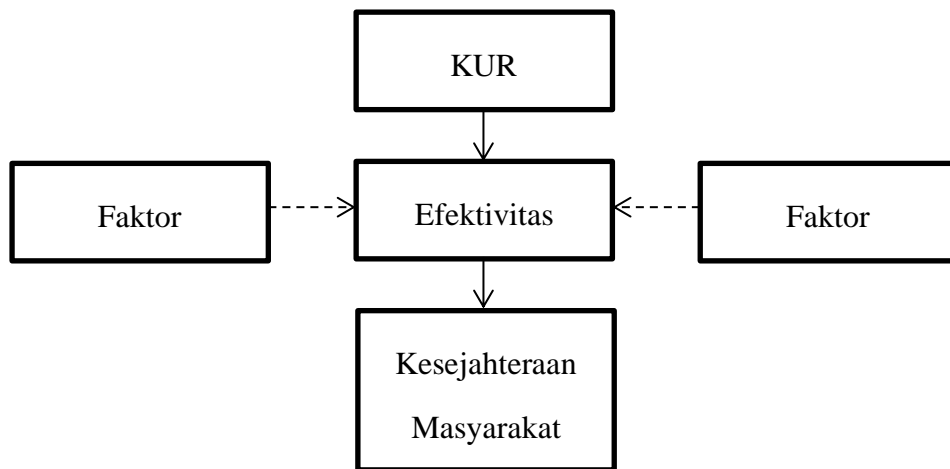 KUR
Faktor
Efektivitas
Faktor
Kesejahteraan
Masyarakat